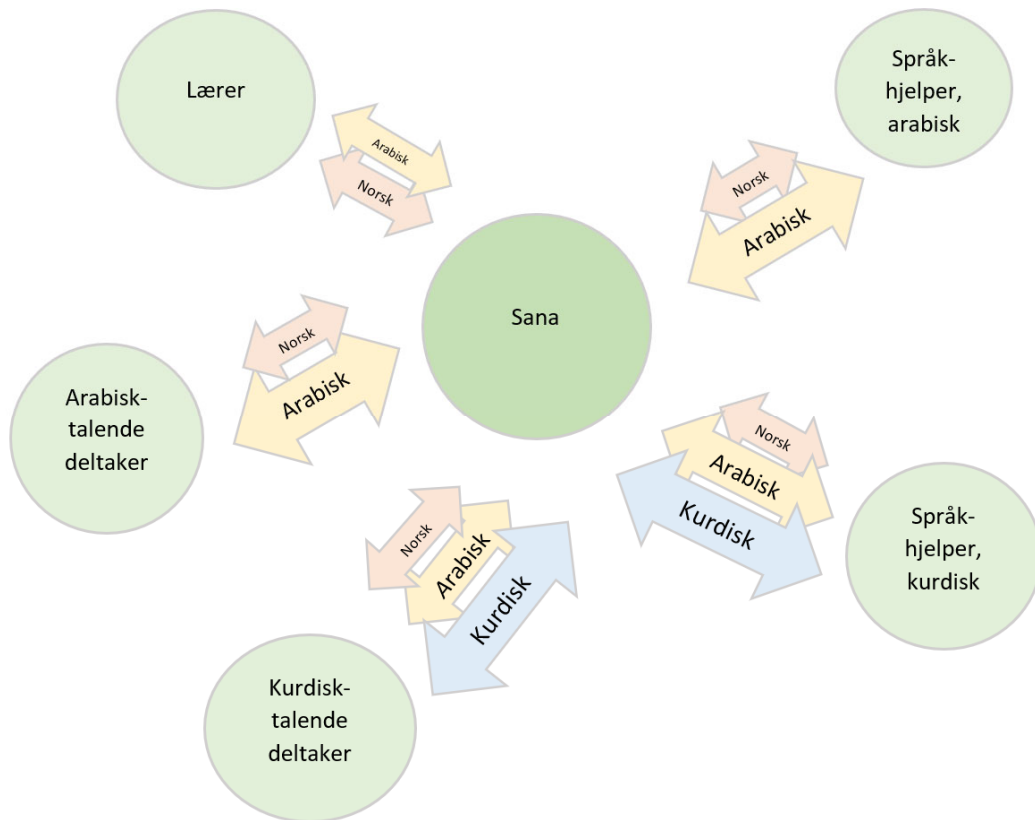 Lærer
Språk-
hjelper,
arabisk
Arabisk
Norsk
Norsk
Arabisk
Sana
Norsk
Arabisk
Arabisk-
talende
deltaker
Norsk
Arabisk
Kurdisk
Språk-
hjelper,
kurdisk
Norsk
Arabisk
Kurdisk
Kurdisk-
talende
deltaker